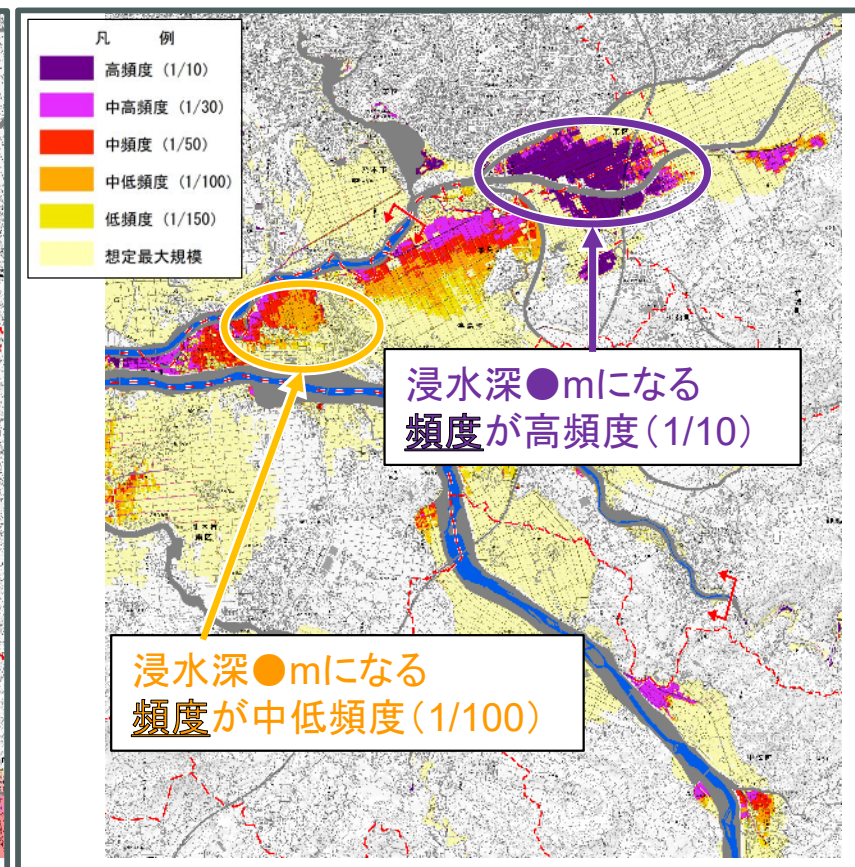 凡 例
高頻度 (1/10)
中高頻度 (1/30)
中頻度 (1/50)
中低頻度 (1/100)
低頻度 (1/150)
想定最大規模
浸水深●mになる
頻度が高頻度(1/10)
浸水深●mになる
頻度が中低頻度(1/100)